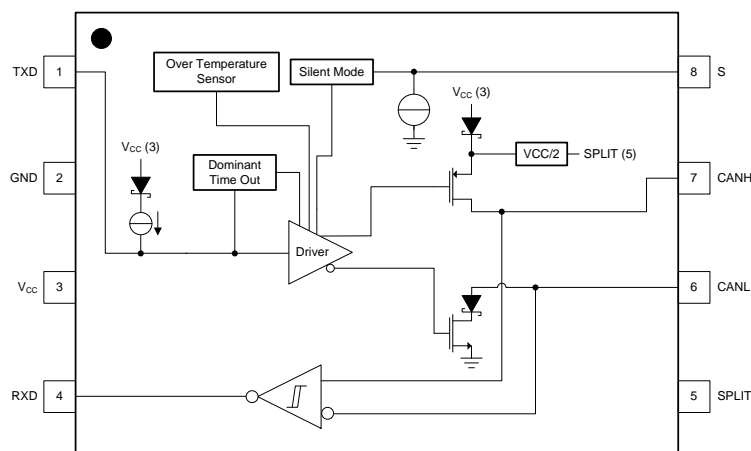 TXD
1
Over Temperature
Sensor
Silent Mode
8
S
VCC (3)
VCC (3)
VCC/2
SPLIT (5)
GND
2
Dominant
Time Out
7
CANH
Driver
VCC
3
6
CANL
RXD
4
5
SPLIT